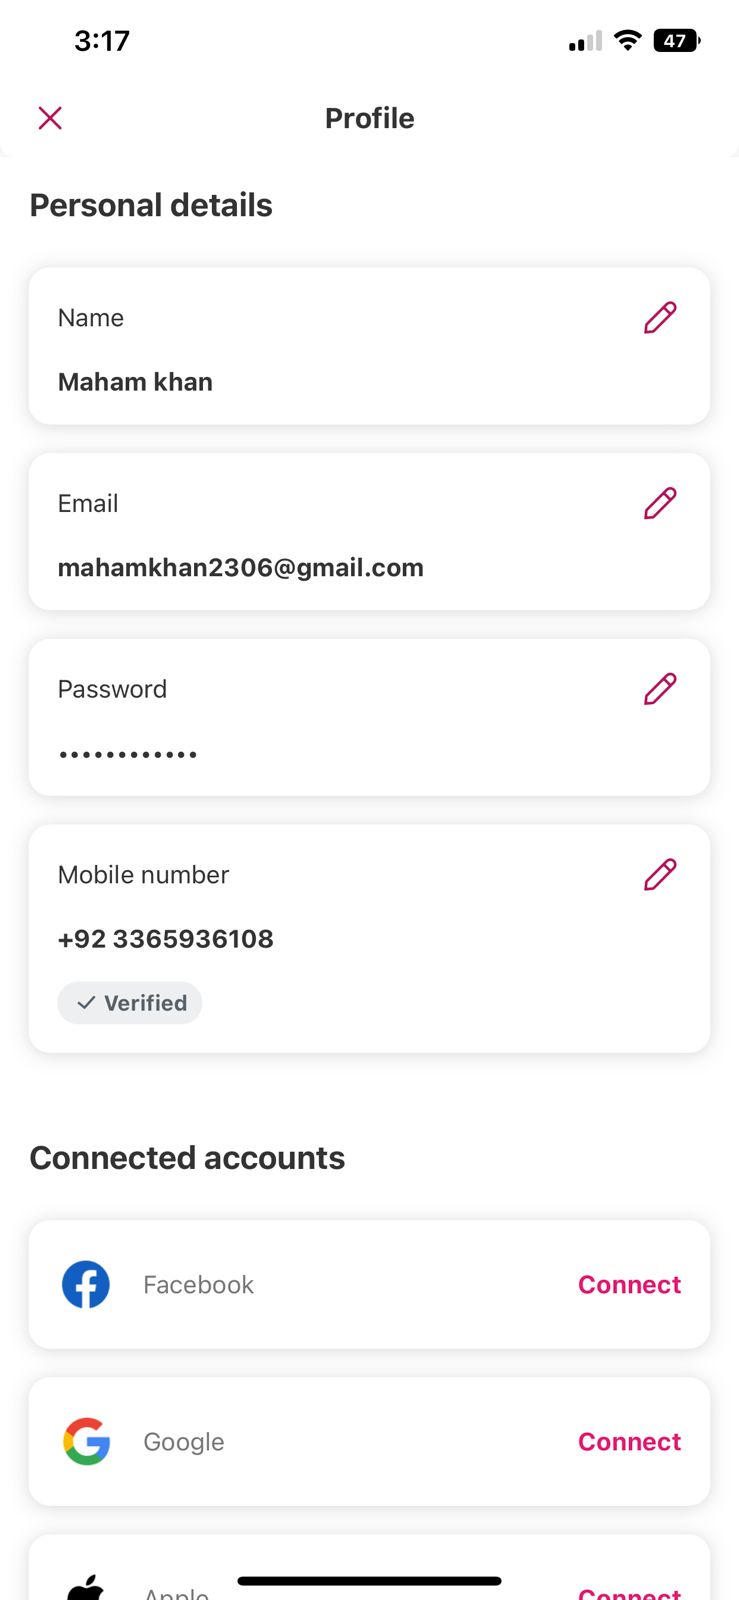 3:17
47
Profile
Personal details
Name
Maham khan
Email
mahamkhan2306@gmail.com
Password
••••••••••••
Mobile number
+92 3365936108
Verified
Connected accounts
Facebook Connect
Google Connect
Apple Connect